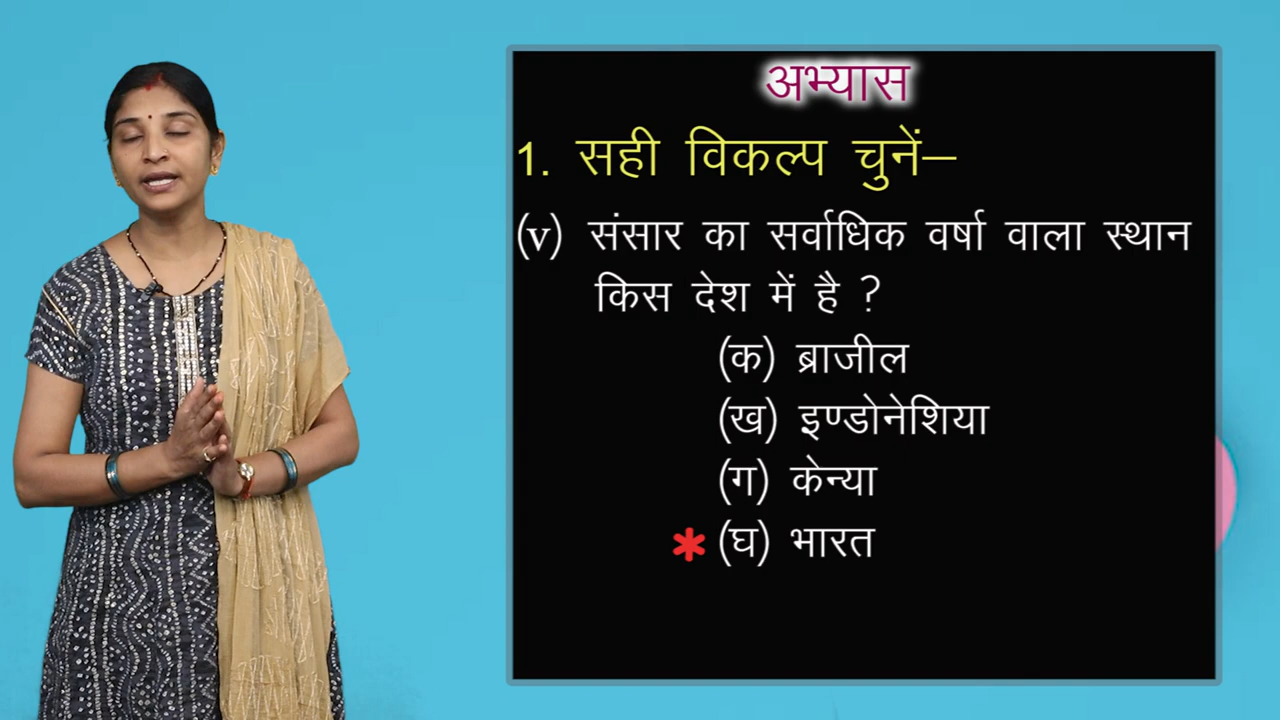 अभ्यास
1. सही विकल्प चुनें–
(v) संसार का सर्वाधिक वर्षा वाला स्थान
किस देश में है ?
(क) ब्राजील
(ख) इण्डोनेशिया
(ग) केन्या
* (घ) भारत